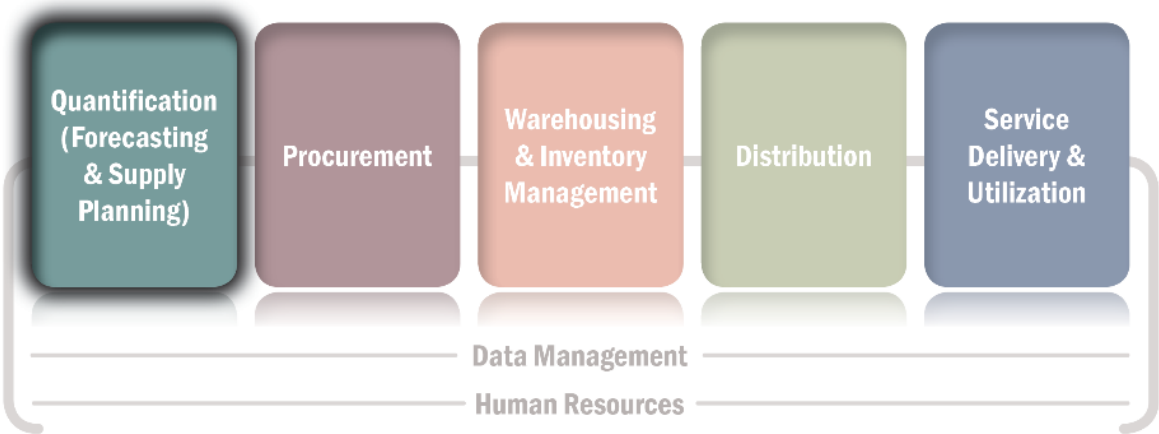 Quantification
(Forecasting
& Supply
Planning)
Procurement
Warehousing
& Inventory
Management
Distribution
Service
Delivery &
Utilization
Data Management
Human Resources